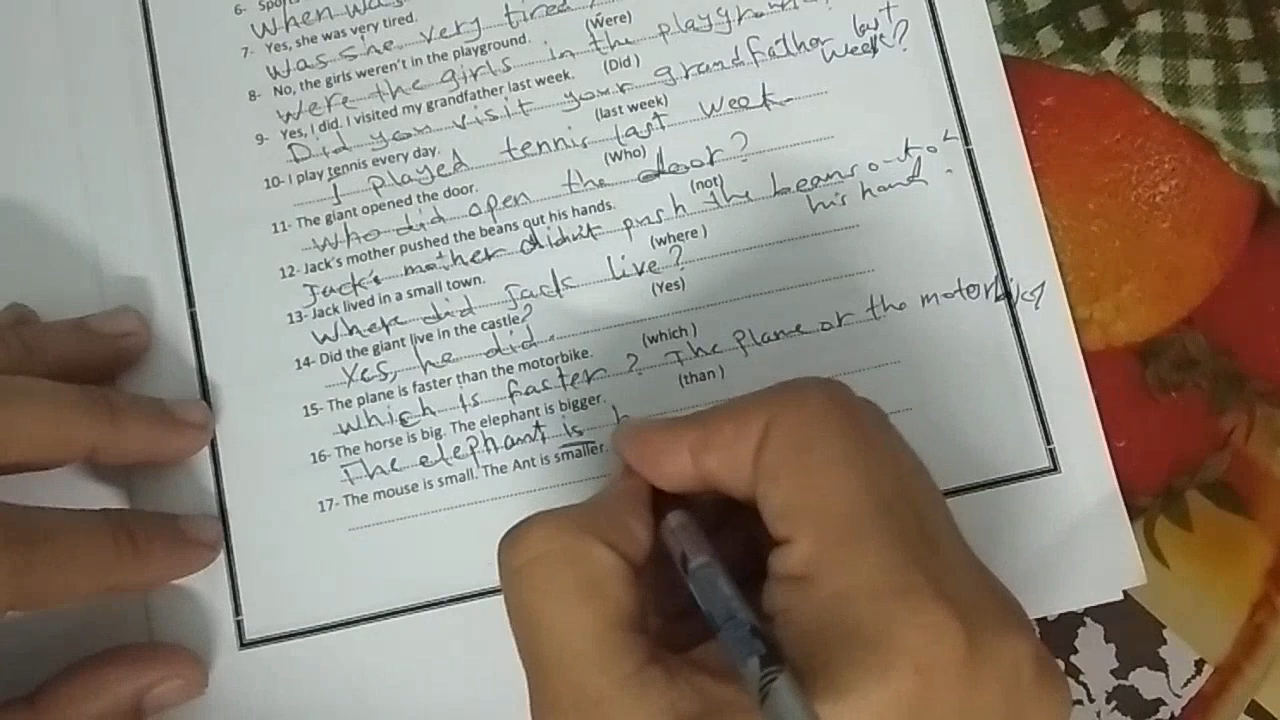 6- Spor
When was
7- Yes, she was very tired.
Was she very tired
8- No, the girls weren't in the playground. (Were)
Were the girls in the playground
9- Yes, I did. I visited my grandfather last week. (Did)
Did you visit your grandfather last
week?
10- I play tennis every day. (last week)
I played tennis last week
11- The giant opened the door. (Who)
Who did open the door?
12- Jack's mother pushed the beans out his hands. (not)
Jack's mother didn't push the beans out of
his hand.
13- Jack lived in a small town. (where)
Where did Jack live?
14- Did the giant live in the castle? (Yes)
Yes, he did.
15- The plane is faster than the motorbike. (which)
which is faster? The plane or the motorbike
16- The horse is big. The elephant is bigger. (than)
The elephant is b
17- The mouse is small. The Ant is smaller.